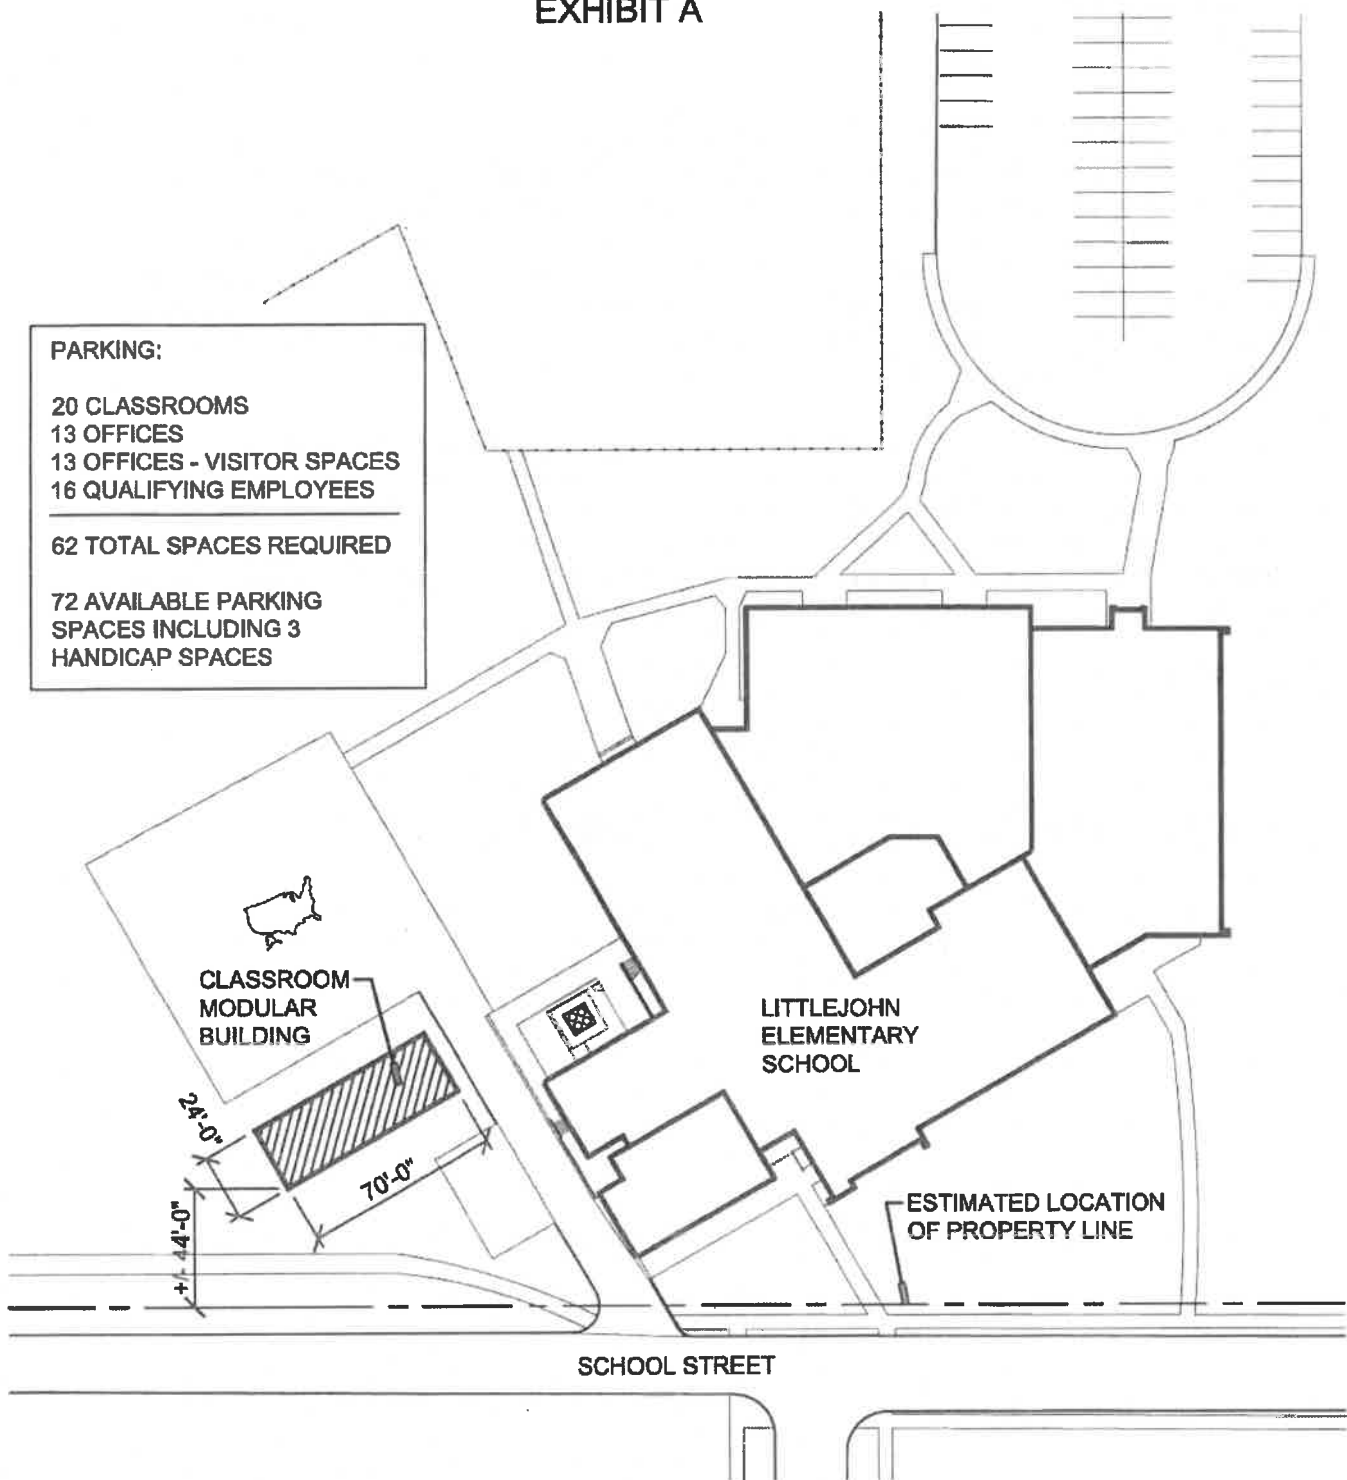 EXHIBIT A
PARKING:
20 CLASSROOMS
13 OFFICES
13 OFFICES - VISITOR SPACES
16 QUALIFYING EMPLOYEES
62 TOTAL SPACES REQUIRED
72 AVAILABLE PARKING
SPACES INCLUDING 3
HANDICAP SPACES
CLASSROOM
MODULAR
BUILDING
LITTLEJOHN
ELEMENTARY
SCHOOL
24'-0"
70'-0"
+/- 44'-0"
ESTIMATED LOCATION
OF PROPERTY LINE
SCHOOL STREET